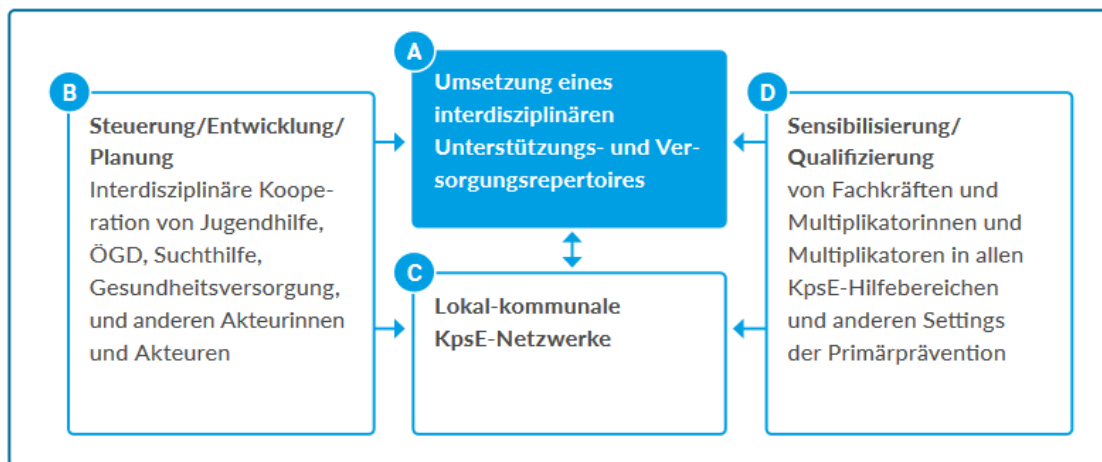 A
Umsetzung eines
interdisziplinären
Unterstützungs- und Ver-
sorgungsrepertoires
B
Steuerung/Entwicklung/
Planung
Interdisziplinäre Koope-
ration von Jugendhilfe,
ÖGD, Suchthilfe,
Gesundheitsversorgung,
und anderen Akteurinnen
und Akteuren
C
Lokal-kommunale
KpsE-Netzwerke
D
Sensibilisierung/
Qualifizierung
von Fachkräften und
Multiplikatorinnen und
Multiplikatoren in allen
KpsE-Hilfebereichen
und anderen Settings
der Primärprävention